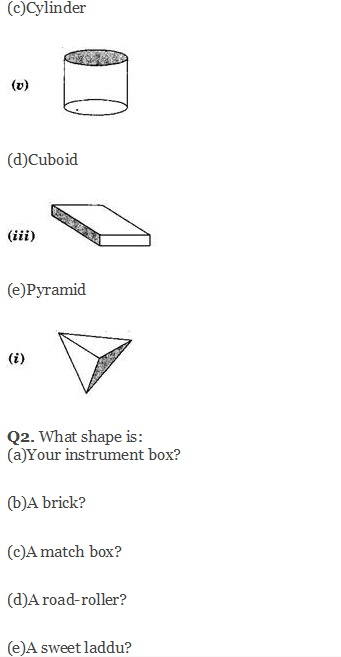 (c)Cylinder
(v)
(d)Cuboid
(iii)
(e)Pyramid
(i)
Q2. What shape is:
(a)Your instrument box?
(b)A brick?
(c)A match box?
(d)A road-roller?
(e)A sweet laddu?